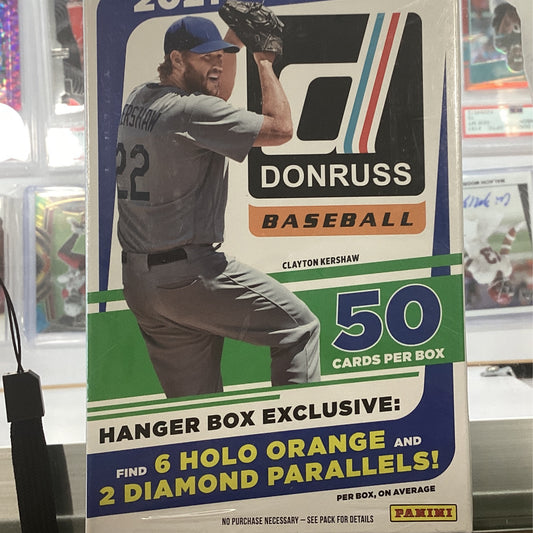 2021
DONRUSS
BASEBALL
ERSHAW
22
CLAYTON KERSHAW
50
CARDS PER BOX
HANGER BOX EXCLUSIVE:
FIND 6 HOLO ORANGE AND
2 DIAMOND PARALLELS!
PER BOX, ON AVERAGE
NO PURCHASE NECESSARY – SEE PACK FOR DETAILS
PANINI